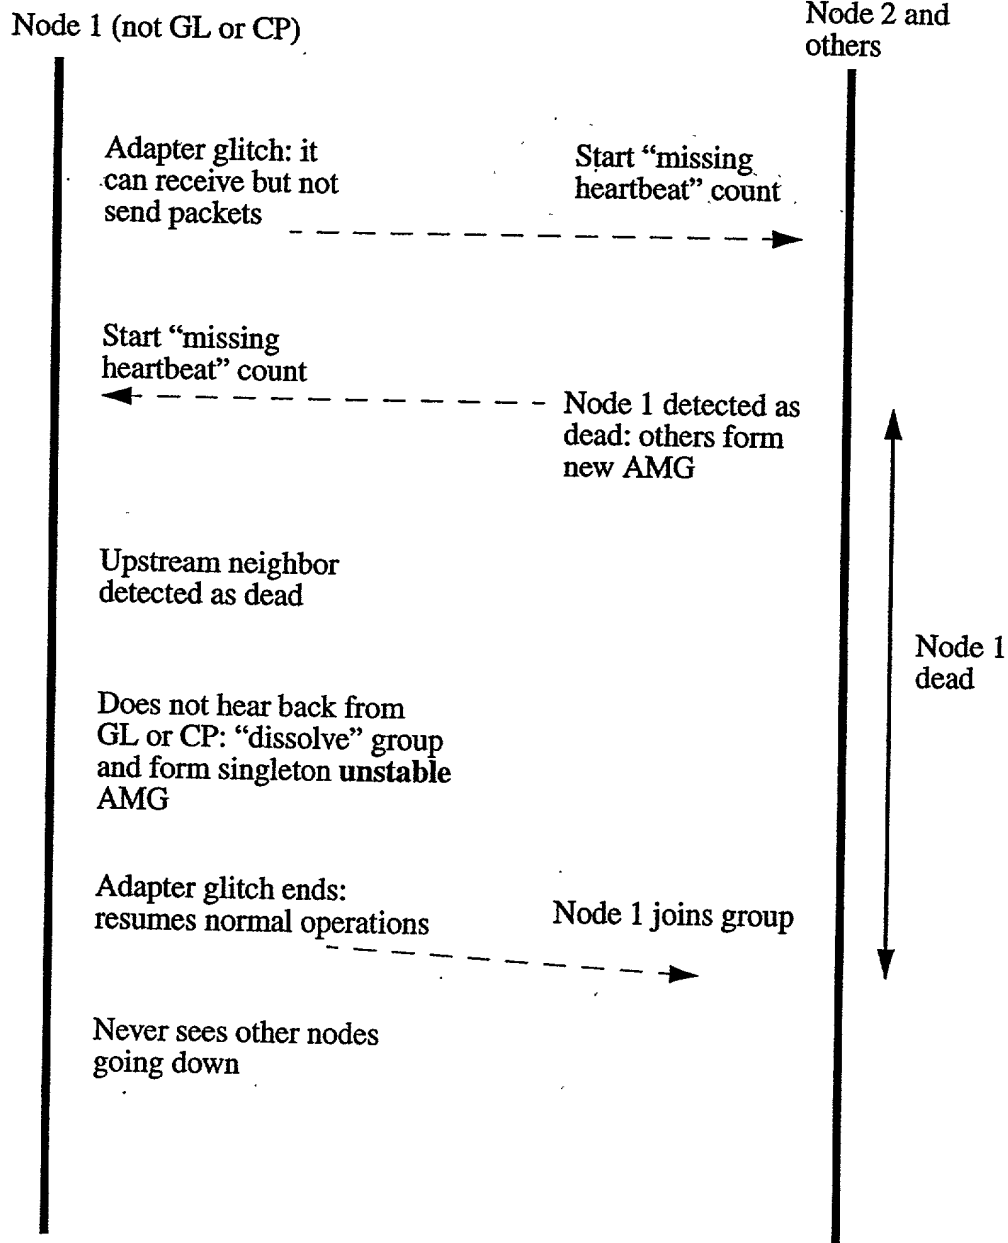 Node 1 (not GL or CP)
Node 2 and
others
Adapter glitch: it
can receive but not
send packets
Start “missing
heartbeat” count
Start “missing
heartbeat” count
Node 1 detected as
dead: others form
new AMG
Upstream neighbor
detected as dead
Node 1
dead
Does not hear back from
GL or CP: “dissolve” group
and form singleton unstable
AMG
Adapter glitch ends:
resumes normal operations
Node 1 joins group
Never sees other nodes
going down